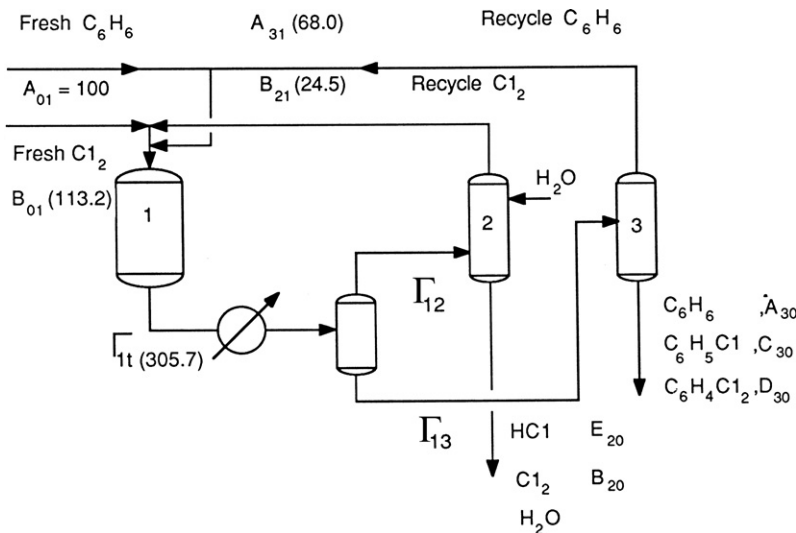 Fresh C₆H₆ A₃₁ (68.0) Recycle C₆H₆
A₀₁ = 100 B₂₁ (24.5) Recycle C1₂
Fresh C1₂
B₀₁ (113.2)
1
2
H₂O
3
Γ₁₂
C₆H₆ ,A₃₀
C₆H₅C1 ,C₃₀
C₆H₄C1₂,D₃₀
Γ1t (305.7)
Γ₁₃
HC1 E₂₀
C1₂ B₂₀
H₂O